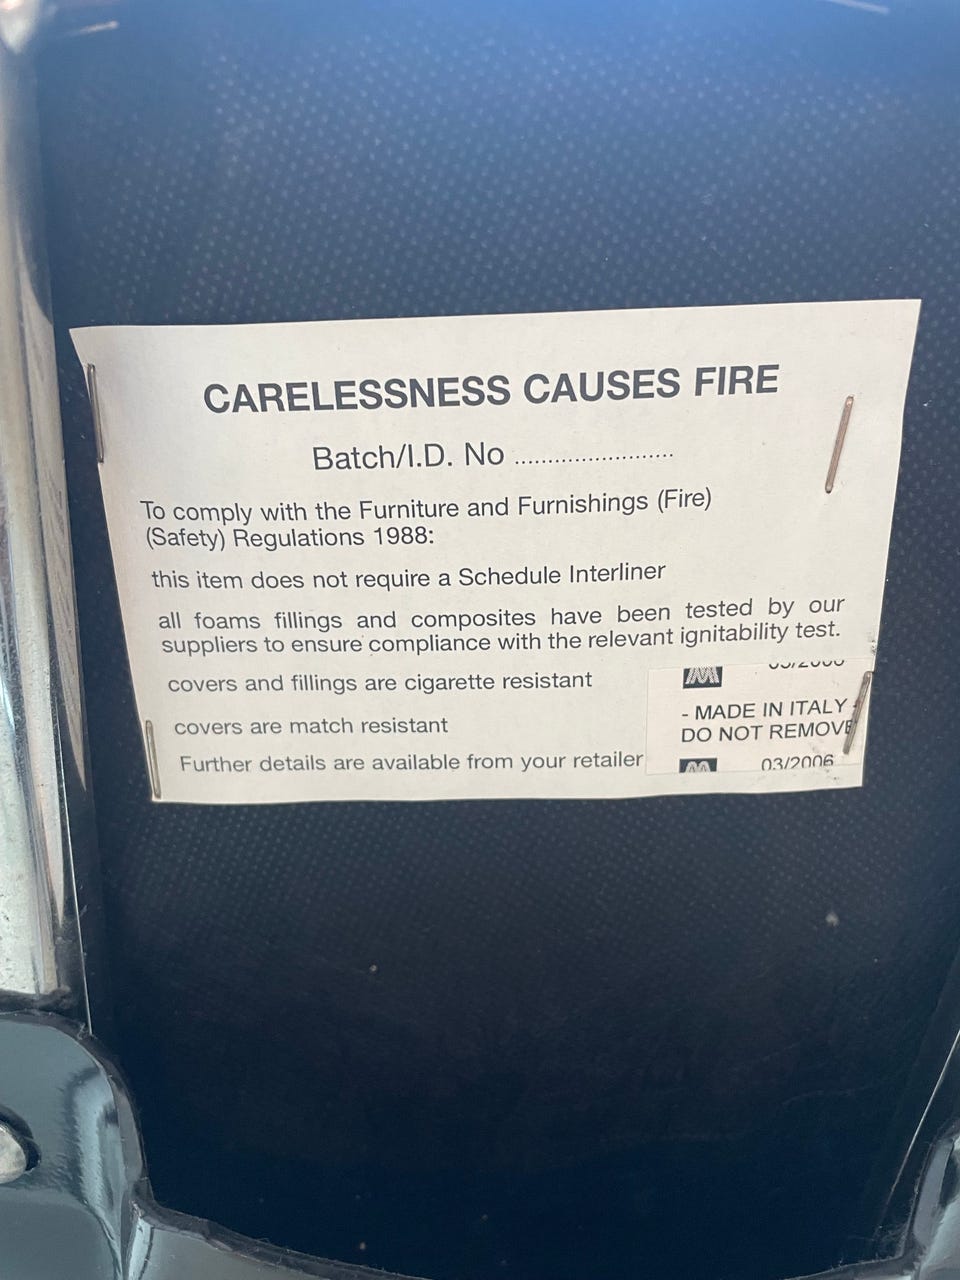 CARELESSNESS CAUSES FIRE
Batch/I.D. No ........................
To comply with the Furniture and Furnishings (Fire)
(Safety) Regulations 1988:
this item does not require a Schedule Interliner
all foams fillings and composites have been tested by our
suppliers to ensure compliance with the relevant ignitability test.
covers and fillings are cigarette resistant
covers are match resistant
Further details are available from your retailer
- MADE IN ITALY -
DO NOT REMOVE
03/2006